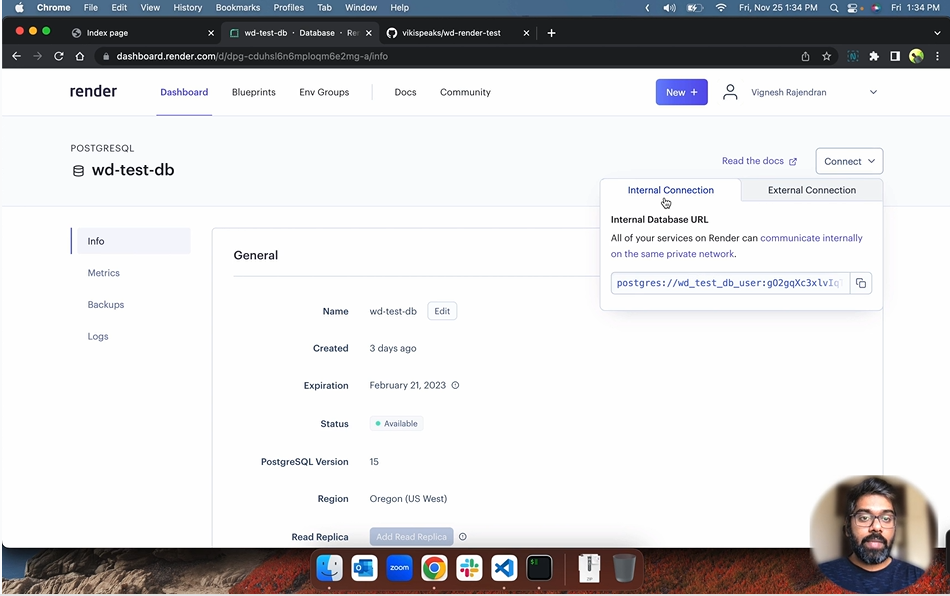 Chrome File Edit View History Bookmarks Profiles Tab Window Help Fri, Nov 25 1:34 PM Fri 1:34 PM
Index page wd-test-db · Database · Re vikispeaks/wd-render-test
dashboard.render.com/d/dpg-cduhsl6n6mploqm6e2mg-a/info
render Dashboard Blueprints Env Groups Docs Community New + Vignesh Rajendran
POSTGRESQL
wd-test-db
Read the docs Connect
Internal Connection External Connection
Internal Database URL
All of your services on Render can communicate internally
on the same private network.
postgres://wd_test_db_user:gO2gqXc3xlvIq
Info
Metrics
Backups
Logs
General
Name wd-test-db Edit
Created 3 days ago
Expiration February 21, 2023
Status Available
PostgreSQL Version 15
Region Oregon (US West)
Read Replica Add Read Replica
zoom